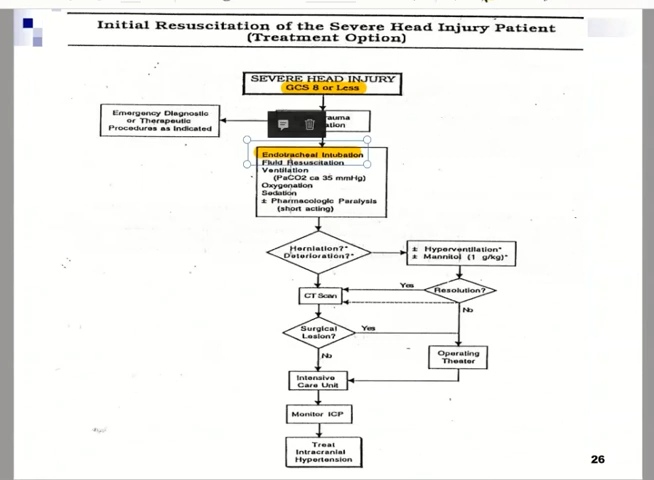 Initial Resuscitation of the Severe Head Injury Patient
(Treatment Option)
SEVERE HEAD INJURY
GCS 8 or Less
Emergency Diagnostic
or Therapeutic
Procedures as Indicated
Endotracheal Intubation
Fluid Resuscitation
Ventilation
(PaCO2 ca 35 mmHg)
Oxygenation
Sedation
± Pharmacologic Paralysis
(short acting)
Herniation?*
Deterioration?*
± Hyperventilation*
± Mannitol (1 g/kg)*
Yes
Resolution?
CT Scan
No
Surgical
Lesion?
Yes
No
Operating
Theater
Intensive
Care Unit
Monitor ICP
Treat
Intracranial
Hypertension
26